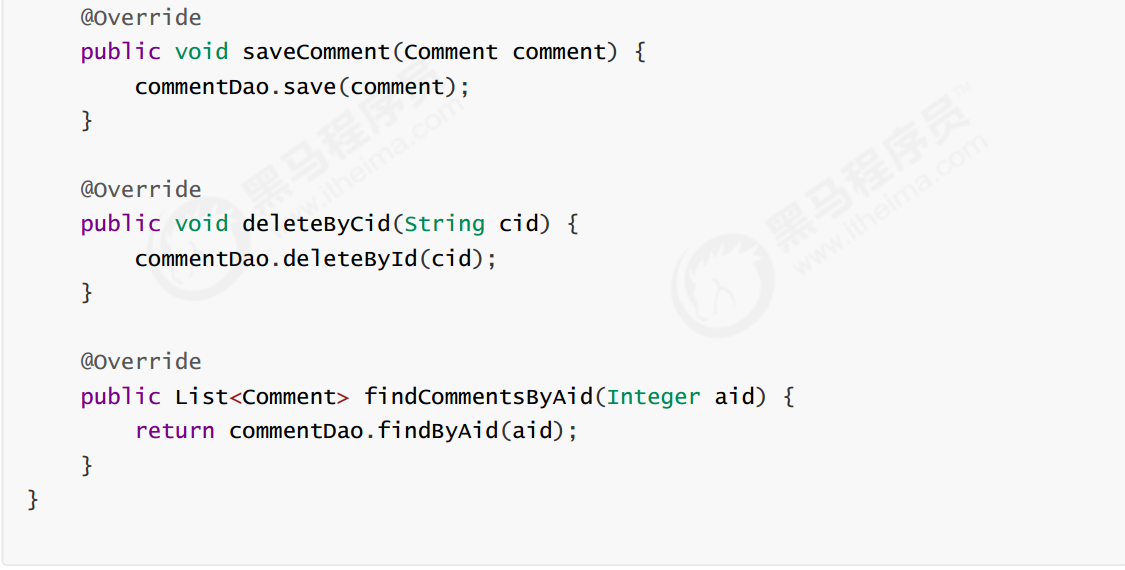 @Override
public void saveComment(Comment comment) {
commentDao.save(comment);
}
@Override
public void deleteByCid(String cid) {
commentDao.deleteById(cid);
}
@Override
public List<Comment> findCommentsByAid(Integer aid) {
return commentDao.findByAid(aid);
}
}
黑马程序员
www.itheima.com
黑马程序员™
www.itheima.com